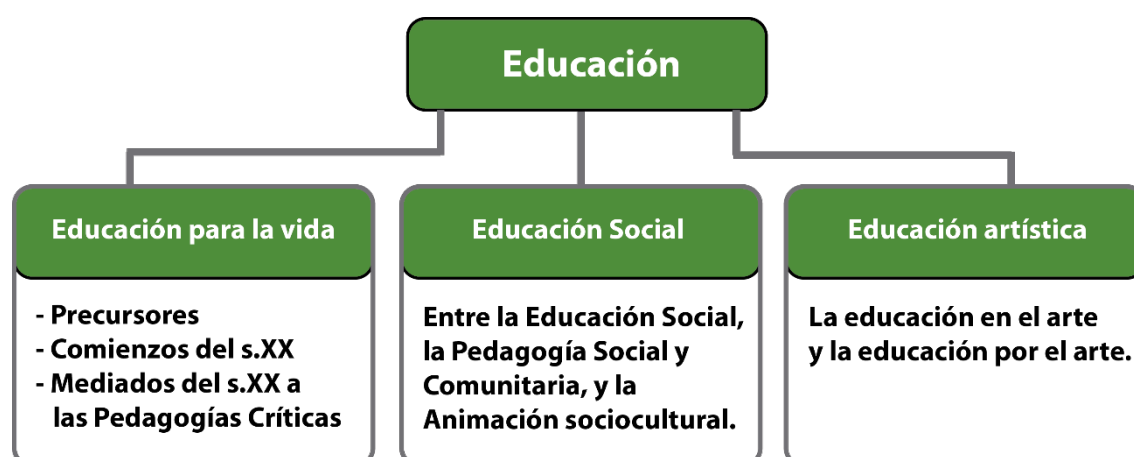 Educación
Educación para la vida
- Precursores
- Comienzos del s.XX
- Mediados del s.XX a
las Pedagogías Críticas
Educación Social
Entre la Educación Social,
la Pedagogía Social y
Comunitaria, y la
Animación sociocultural.
Educación artística
La educación en el arte
y la educación por el arte.